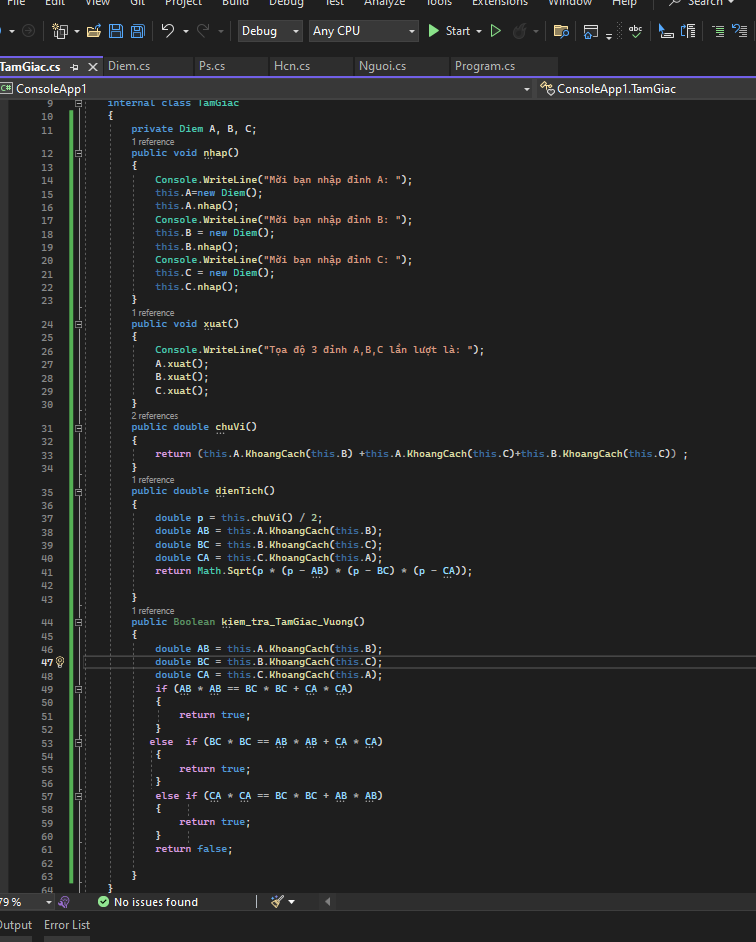 File Edit View Git Project Build Debug Test Analyze Tools Extensions Window Help Search
Debug Any CPU Start
TamGiac.cs Diem.cs Ps.cs Hcn.cs Nguoi.cs Program.cs
C# ConsoleApp1 ConsoleApp1.TamGiac
9 internal class TamGiac
10 {
11 private Diem A, B, C;
1 reference
12 public void nhap()
13 {
14 Console.WriteLine("Mời bạn nhập đỉnh A: ");
15 this.A=new Diem();
16 this.A.nhap();
17 Console.WriteLine("Mời bạn nhập đỉnh B: ");
18 this.B = new Diem();
19 this.B.nhap();
20 Console.WriteLine("Mời bạn nhập đỉnh C: ");
21 this.C = new Diem();
22 this.C.nhap();
23 }
1 reference
24 public void xuat()
25 {
26 Console.WriteLine("Tọa độ 3 đỉnh A,B,C lần lượt là: ");
27 A.xuat();
28 B.xuat();
29 C.xuat();
30 }
2 references
31 public double chuVi()
32 {
33 return (this.A.KhoangCach(this.B) +this.A.KhoangCach(this.C)+this.B.KhoangCach(this.C)) ;
34 }
1 reference
35 public double dienTich()
36 {
37 double p = this.chuVi() / 2;
38 double AB = this.A.KhoangCach(this.B);
39 double BC = this.B.KhoangCach(this.C);
40 double CA = this.C.KhoangCach(this.A);
41 return Math.Sqrt(p * (p - AB) * (p - BC) * (p - CA));
42
43 }
1 reference
44 public Boolean kiem_tra_TamGiac_Vuong()
45 {
46 double AB = this.A.KhoangCach(this.B);
47 double BC = this.B.KhoangCach(this.C);
48 double CA = this.C.KhoangCach(this.A);
49 if (AB * AB == BC * BC + CA * CA)
50 {
51 return true;
52 }
53 else if (BC * BC == AB * AB + CA * CA)
54 {
55 return true;
56 }
57 else if (CA * CA == BC * BC + AB * AB)
58 {
59 return true;
60 }
61 return false;
62
63 }
64 }
79 % No issues found
Output Error List